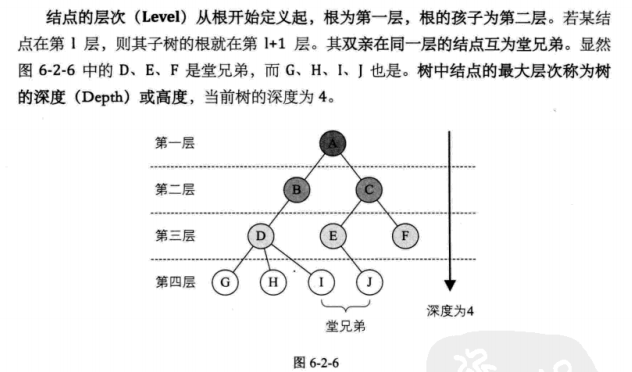 结点的层次（Level）从根开始定义起，根为第一层，根的孩子为第二层。若某结
点在第 l 层，则其子树的根就在第 l+1 层。其双亲在同一层的结点互为堂兄弟。显然
图 6-2-6 中的 D、E、F 是堂兄弟，而 G、H、I、J 也是。树中结点的最大层次称为树
的深度（Depth）或高度，当前树的深度为 4。
第一层
A
第二层
B
C
第三层
D
E
F
第四层
G
H
I
J
堂兄弟
深度为4
图 6-2-6